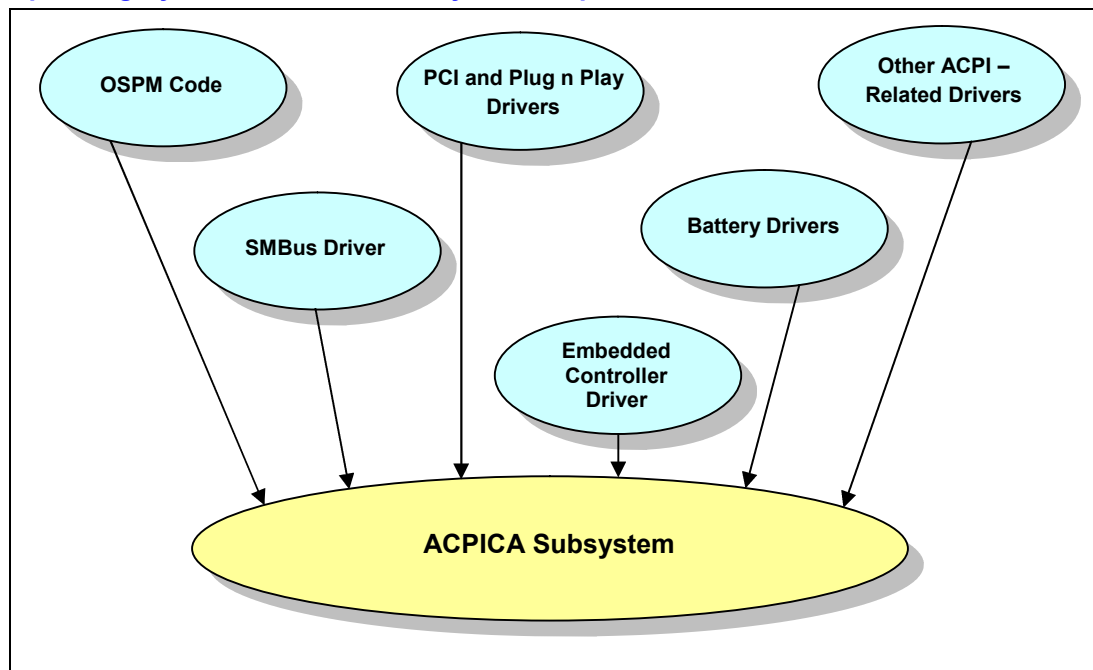 OSPM Code
PCI and Plug n Play
Drivers
Other ACPI –
Related Drivers
SMBus Driver
Battery Drivers
Embedded
Controller
Driver
ACPICA Subsystem